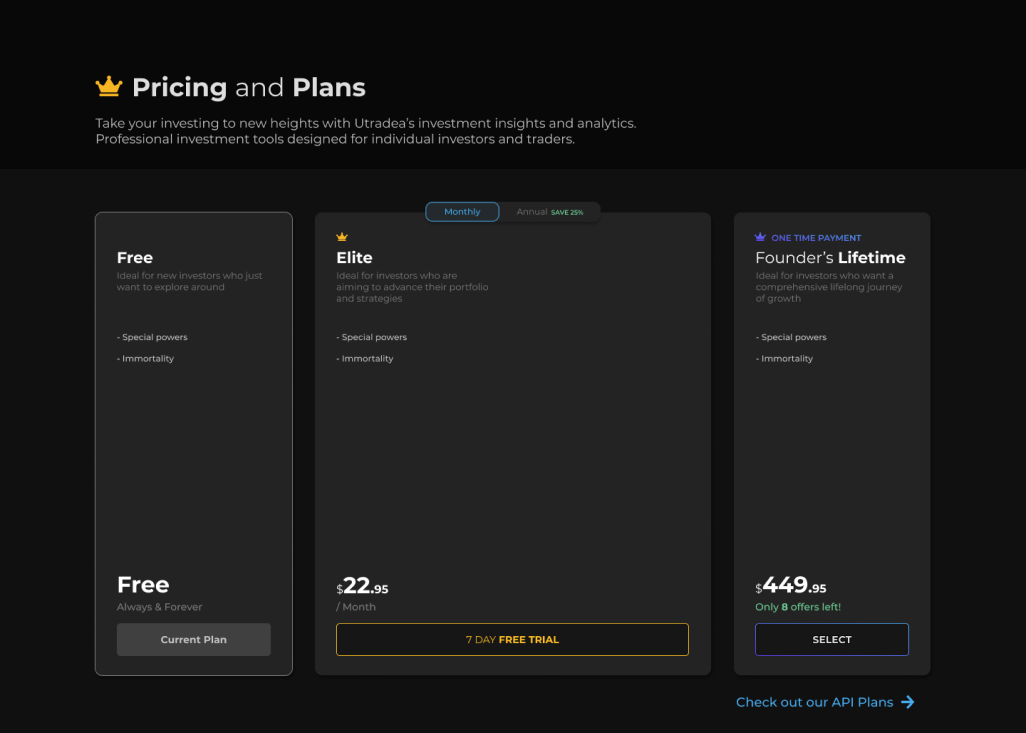 Pricing and Plans
Take your investing to new heights with Utradea's investment insights and analytics.
Professional investment tools designed for individual investors and traders.
Monthly
Annual SAVE 25%
Free
Ideal for new investors who just
want to explore around
- Special powers
- Immortality
Free
Always & Forever
Current Plan
Elite
Ideal for investors who are
aiming to advance their portfolio
and strategies
- Special powers
- Immortality
$22.95
/ Month
7 DAY FREE TRIAL
ONE TIME PAYMENT
Founder's Lifetime
Ideal for investors who want a
comprehensive lifelong journey
of growth
- Special powers
- Immortality
$449.95
Only 8 offers left!
SELECT
Check out our API Plans